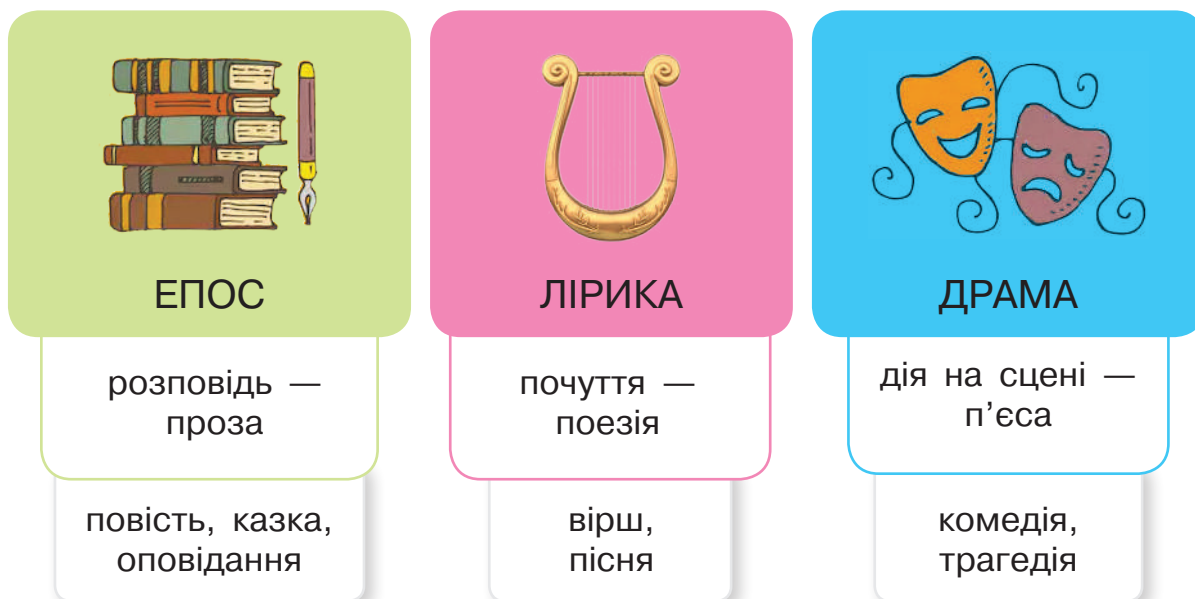 ЕПОС
розповідь —
проза
повість, казка,
оповідання
ЛІРИКА
почуття —
поезія
вірш,
пісня
ДРАМА
дія на сцені —
п’єса
комедія,
трагедія